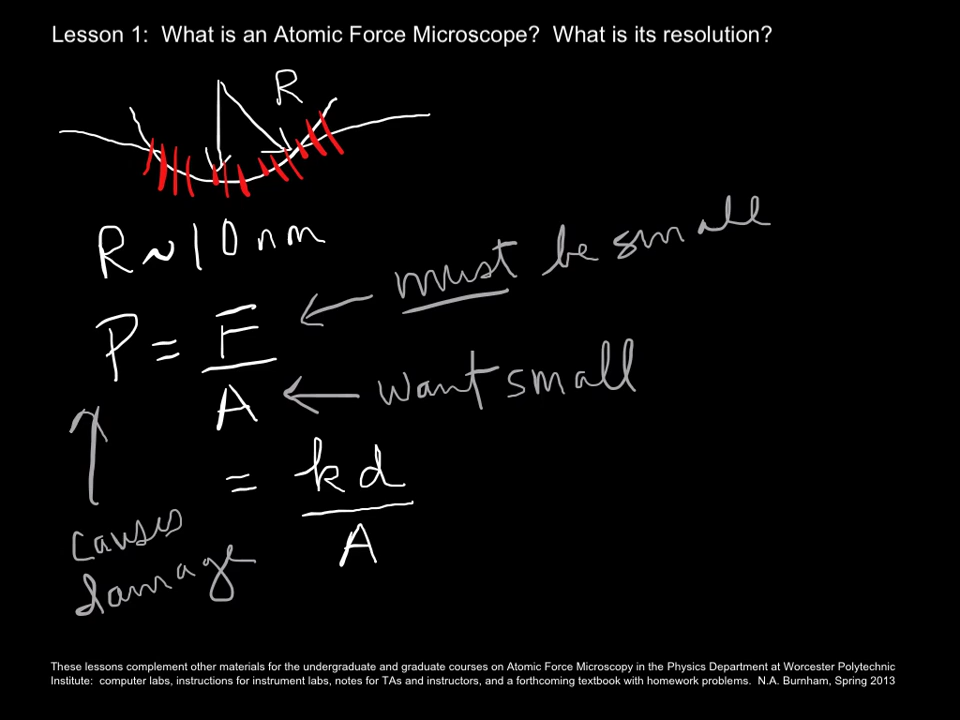 Lesson 1: What is an Atomic Force Microscope? What is its resolution?
R
R ~ 10 nm
must be small
P = F
A
want small
= kd
A
causes
damage
These lessons complement other materials for the undergraduate and graduate courses on Atomic Force Microscopy in the Physics Department at Worcester Polytechnic
Institute: computer labs, instructions for instrument labs, notes for TAs and instructors, and a forthcoming textbook with homework problems. N.A. Burnham, Spring 2013